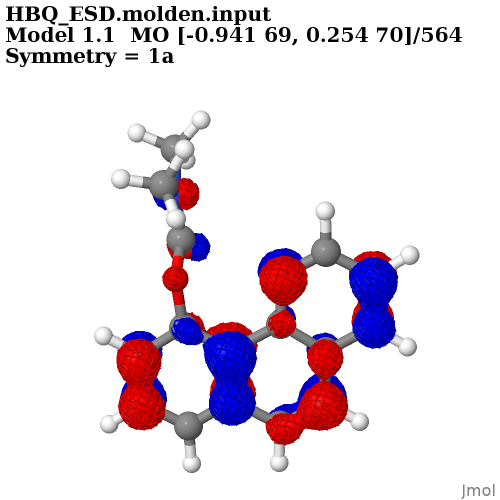 HBQ_ESD.molden.input
Model 1.1  MO [-0.941 69, 0.254 70]/564
Symmetry = 1a
Jmol